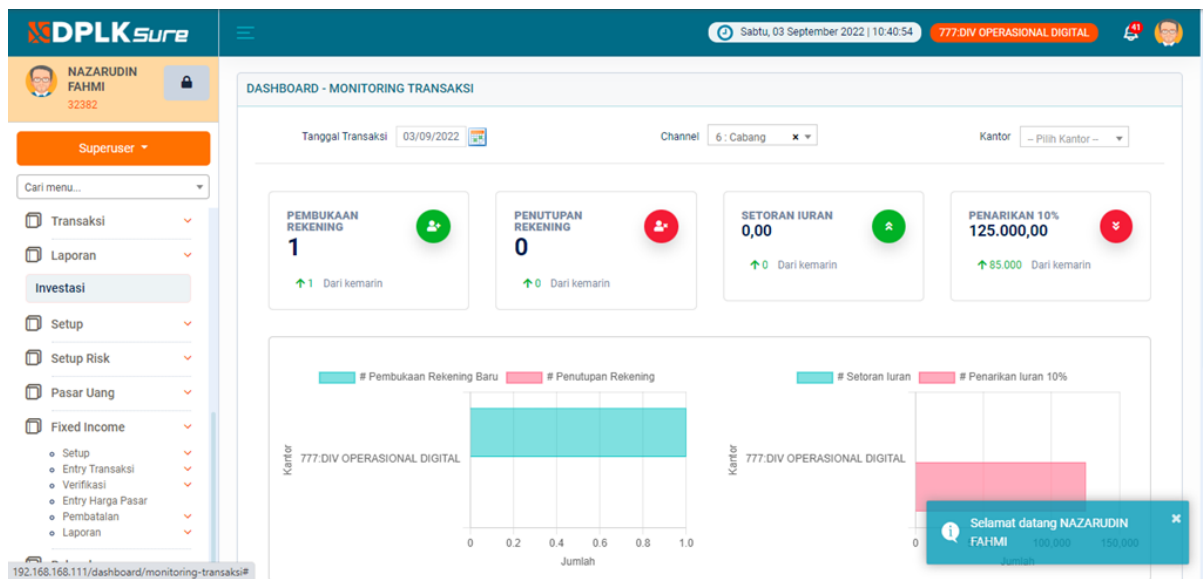 DPLKSure
Sabtu, 03 September 2022 | 10:40:54
777:DIV OPERASIONAL DIGITAL
41
NAZARUDIN
FAHMI
32382
Superuser
Cari menu...
Transaksi
Laporan
Investasi
Setup
Setup Risk
Pasar Uang
Fixed Income
Setup
Entry Transaksi
Verifikasi
Entry Harga Pasar
Pembatalan
Laporan
192.168.168.111/dashboard/monitoring-transaksi#
DASHBOARD - MONITORING TRANSAKSI
Tanggal Transaksi 03/09/2022
Channel 6 : Cabang
Kantor -- Pilih Kantor --
PEMBUKAAN
REKENING
1
1 Dari kemarin
PENUTUPAN
REKENING
0
0 Dari kemarin
SETORAN IURAN
0,00
0 Dari kemarin
PENARIKAN 10%
125.000,00
85.000 Dari kemarin
# Pembukaan Rekening Baru # Penutupan Rekening
Kantor
777:DIV OPERASIONAL DIGITAL
0 0.2 0.4 0.6 0.8 1.0
Jumlah
# Setoran Iuran # Penarikan Iuran 10%
Kantor
777:DIV OPERASIONAL DIGITAL
0 100,000 150,000
Jumlah
Selamat datang NAZARUDIN
FAHMI